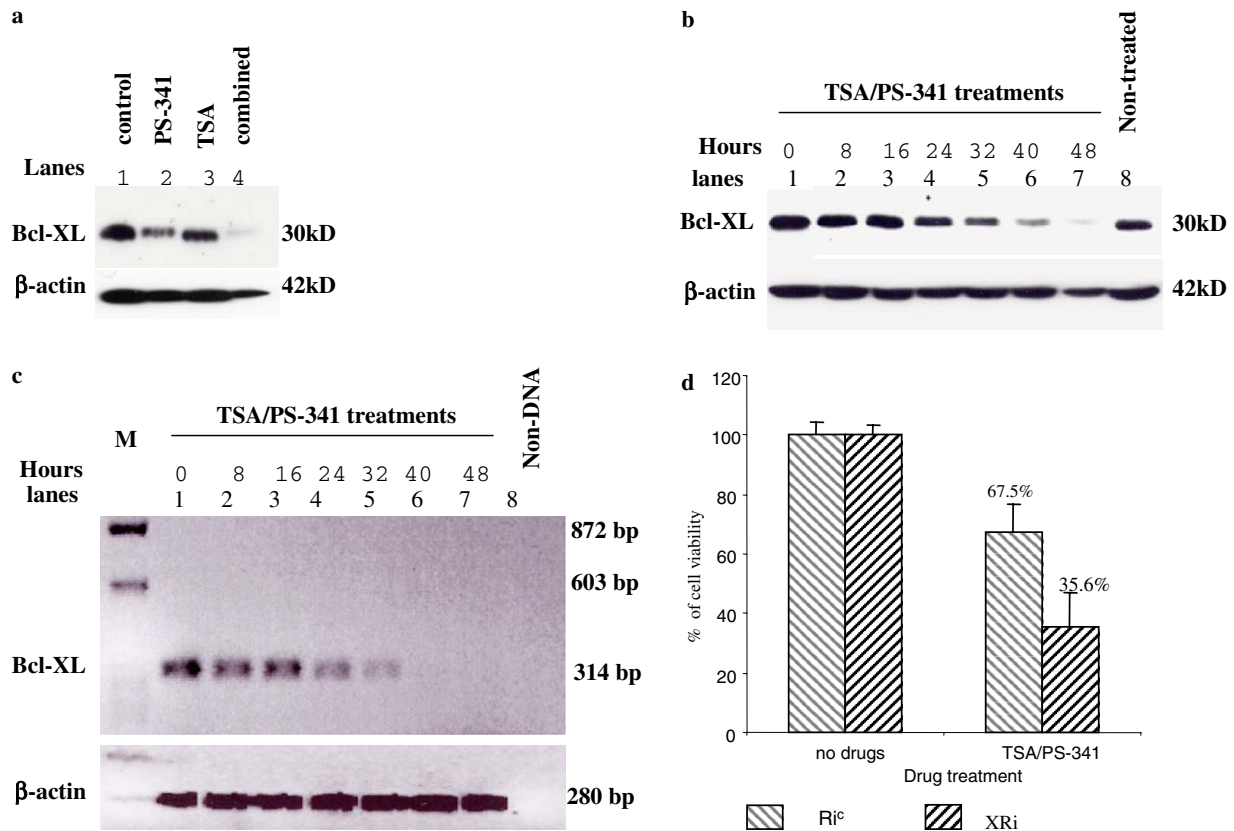 a
control
PS-341
TSA
combined
Lanes
1 2 3 4
Bcl-XL 30kD
β-actin 42kD
b
TSA/PS-341 treatments
Non-treated
Hours 0 8 16 24 32 40 48
lanes 1 2 3 4 5 6 7 8
Bcl-XL 30kD
β-actin 42kD
c
TSA/PS-341 treatments
Non-DNA
M
Hours 0 8 16 24 32 40 48
lanes 1 2 3 4 5 6 7 8
872 bp
603 bp
Bcl-XL 314 bp
β-actin 280 bp
d
% of cell viability
120
100
80
60
40
20
0
67.5%
35.6%
no drugs TSA/PS-341
Drug treatment
Riᶜ XRi